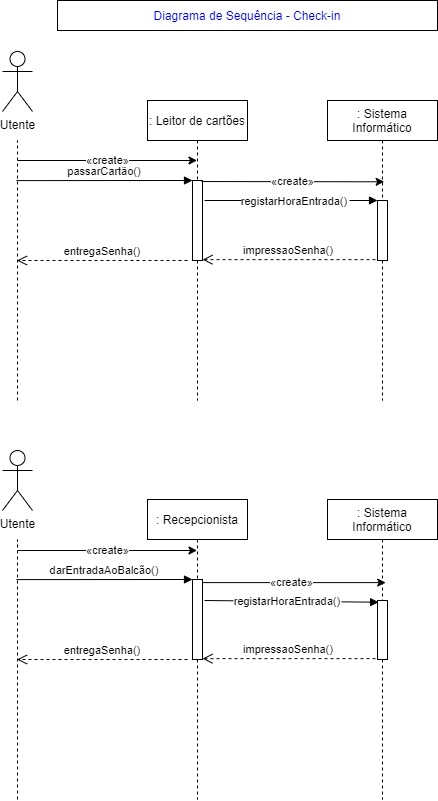 Diagrama de Sequência - Check-in
Utente
: Leitor de cartões
: Sistema
Informático
«create»
passarCartão()
«create»
registarHoraEntrada()
entregaSenha()
impressaoSenha()
Utente
: Recepcionista
: Sistema
Informático
«create»
darEntradaAoBalcão()
«create»
registarHoraEntrada()
entregaSenha()
impressaoSenha()